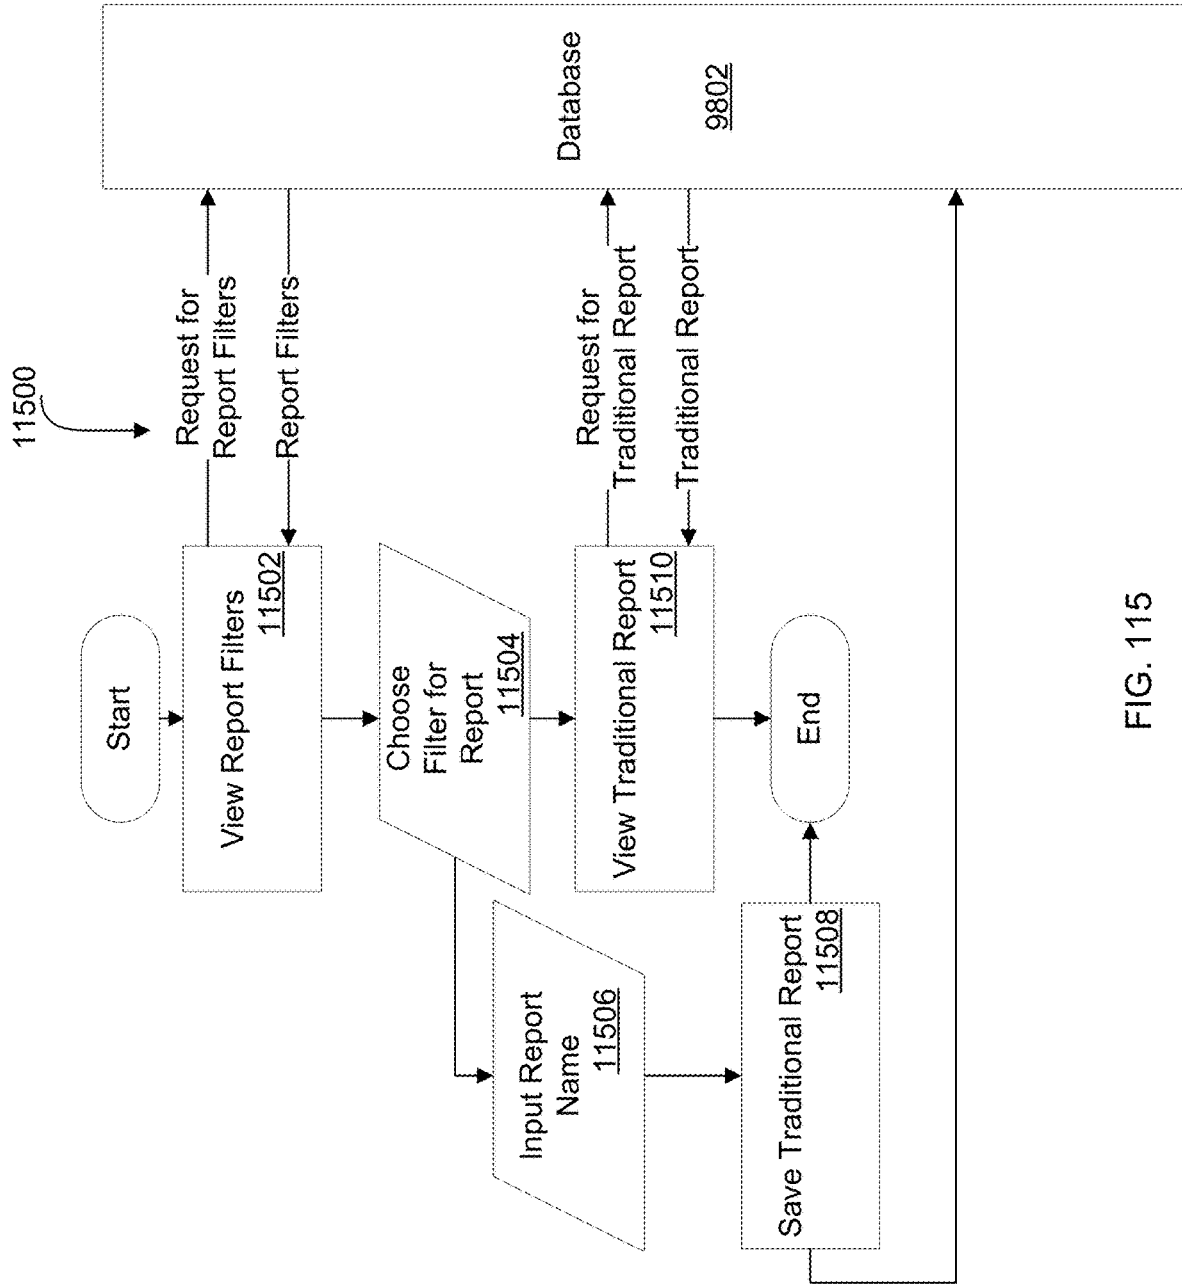 11500
Start
View Report Filters
11502
Request for
Report Filters
Report Filters
Choose
Filter for
Report
11504
Input Report
Name
11506
View Traditional Report
11510
Request for
Traditional Report
Traditional Report
Save Traditional Report
11508
End
Database
9802
FIG. 115